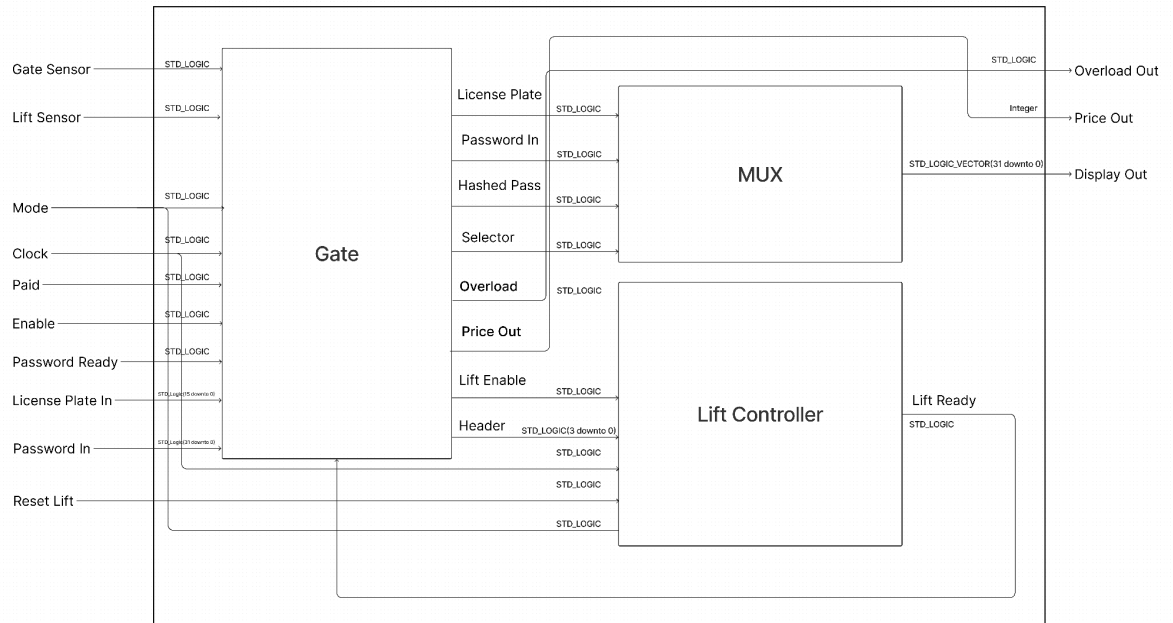 Gate Sensor
STD_LOGIC
Lift Sensor
STD_LOGIC
Mode
STD_LOGIC
Clock
STD_LOGIC
Paid
STD_LOGIC
Enable
STD_LOGIC
Password Ready
STD_LOGIC
License Plate In
STD_Logic(15 downto 0)
Password In
STD_Logic(31 downto 0)
Reset Lift
Gate
License Plate
STD_LOGIC
Password In
STD_LOGIC
Hashed Pass
STD_LOGIC
Selector
STD_LOGIC
Overload
STD_LOGIC
Price Out
Lift Enable
STD_LOGIC
Header
STD_LOGIC(3 downto 0)
STD_LOGIC
STD_LOGIC
STD_LOGIC
MUX
Lift Controller
STD_LOGIC
Overload Out
Integer
Price Out
STD_LOGIC_VECTOR(31 downto 0)
Display Out
Lift Ready
STD_LOGIC